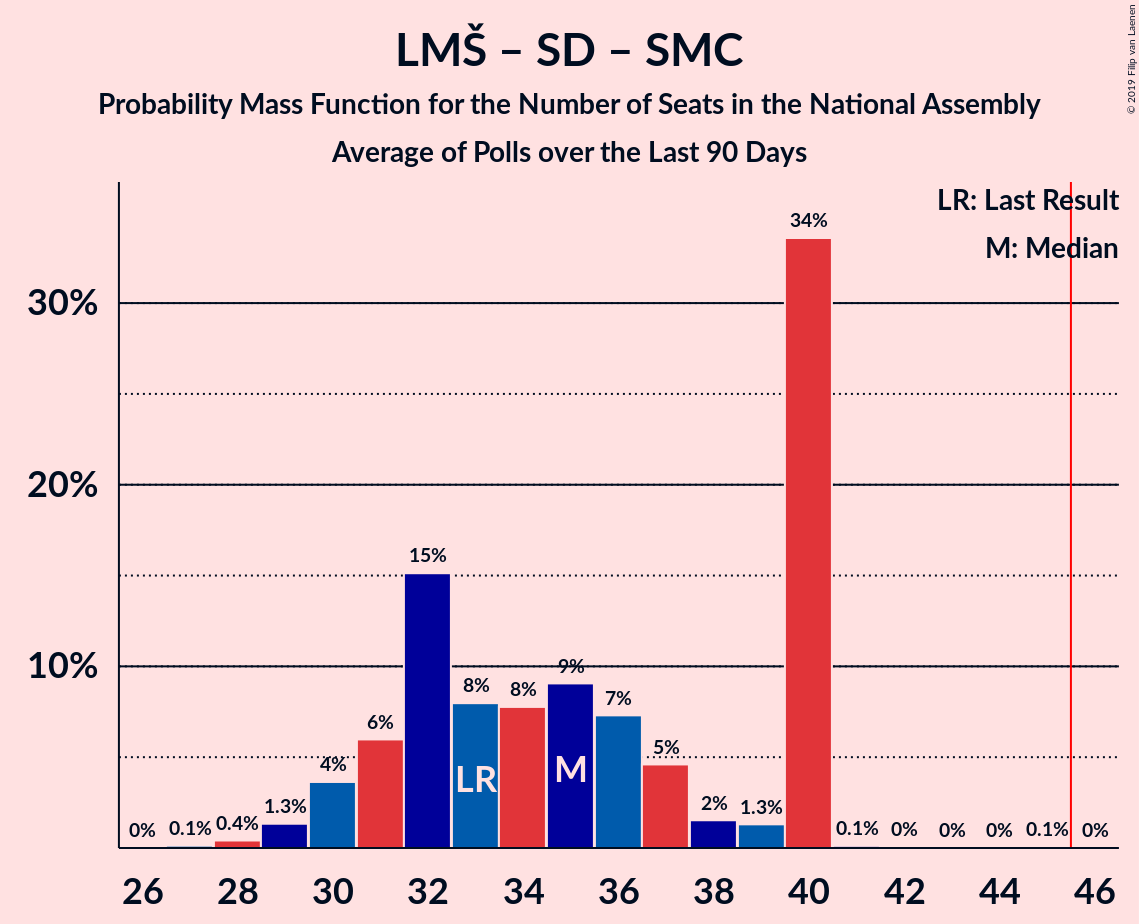 LMŠ – SD – SMC
Probability Mass Function for the Number of Seats in the National Assembly
Average of Polls over the Last 90 Days
© 2019 Filip van Laenen
LR: Last Result
M: Median
30%
20%
10%
0%
0.1%
0.4%
1.3%
4%
6%
15%
8%
8%
9%
7%
5%
2%
1.3%
34%
0.1%
0%
0%
0%
0.1%
0%
LR
M
26 28 30 32 34 36 38 40 42 44 46